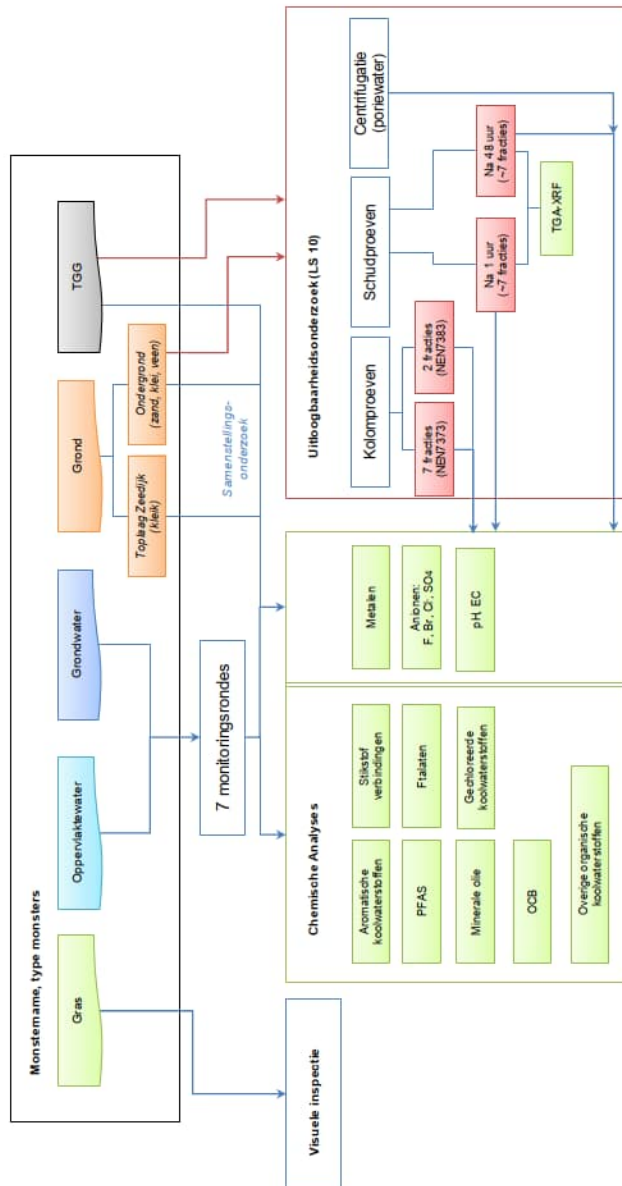 Monstername, type monsters
Gras
Oppervlaktewater
Grondwater
Grond
TGG
Toplaag Zeedijk
(kleik)
Ondergrond
(zand, klei, veen)
7 monitoringsrondes
Samenstellings-
onderzoek
Visuele inspectie
Chemische Analyses
Aromatische
koolwaterstoffen
Stikstof
verbindingen
PFAS
Ftalaten
Minerale olie
Gechloreerde
koolwaterstoffen
OCB
Overige organische
koolwaterstoffen
Metalen
Anionen:
F, Br, Cl, SO4
pH, EC
Uitloogbaarheidsonderzoek (LS 10)
Kolomproeven
Schudproeven
Centrifugatie
(poriewater)
7 fracties
(NEN7373)
2 fracties
(NEN7383)
Na 1 uur
(~7 fracties)
Na 48 uur
(~7 fracties)
TGA-XRF